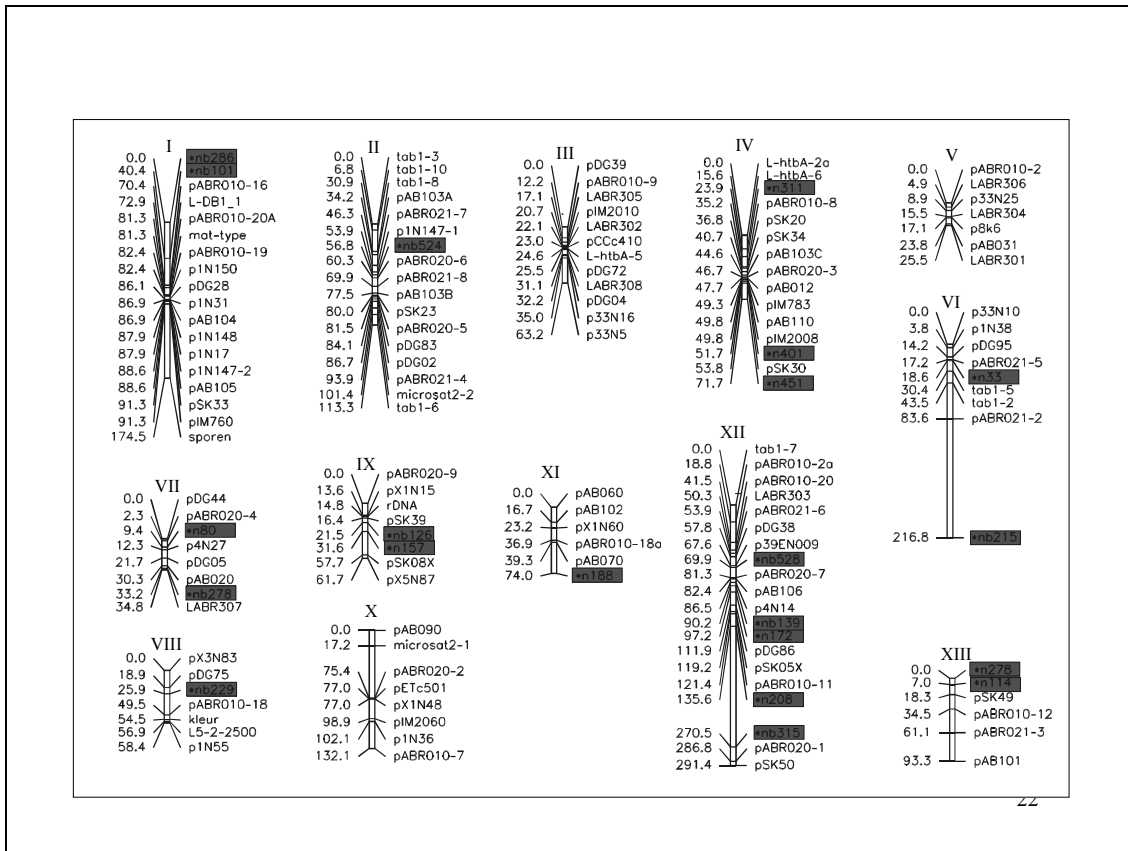 I
0.0 *nb286
40.4 *nb101
70.4 pABR010-16
72.9 L-DB1_1
81.3 pABR010-20A
81.3 mat-type
82.4 pABR010-19
82.4 p1N150
86.1 pDG28
86.9 p1N31
86.9 pAB104
87.9 p1N148
87.9 p1N17
88.6 p1N147-2
88.6 pAB105
91.3 pSK33
91.3 pIM760
174.5 sporen
II
0.0 tab1-3
6.8 tab1-10
30.9 tab1-8
34.2 pAB103A
46.3 pABR021-7
53.9 p1N147-1
56.8 *nb524
60.3 pABR020-6
69.9 pABR021-8
77.5 pAB103B
80.0 pSK23
81.5 pABR020-5
84.1 pDG83
86.7 pDG02
93.9 pABR021-4
101.4 microsat2-2
113.3 tab1-6
III
0.0 pDG39
12.2 pABR010-9
17.1 LABR305
20.7 pIM2010
22.1 LABR302
23.0 pCCc410
24.6 L-htbA-5
25.5 pDG72
31.1 LABR308
32.2 pDG04
35.0 p33N16
63.2 p33N5
IV
0.0 L-htbA-2a
15.6 L-htbA-6
23.9 *n311
35.2 pABR010-8
36.8 pSK20
40.7 pSK34
44.6 pAB103C
46.7 pABR020-3
47.7 pAB012
49.3 pIM783
49.8 pAB110
49.8 pIM2008
51.7 *n401
53.8 pSK30
71.7 *n451
V
0.0 pABR010-2
4.9 LABR306
8.9 p33N25
15.5 LABR304
17.1 p8k6
23.8 pAB031
25.5 LABR301
VI
0.0 p33N10
3.8 p1N38
14.2 pDG95
17.2 pABR021-5
18.6 *n33
30.4 tab1-5
43.5 tab1-2
83.6 pABR021-2
216.8 *nb215
VII
0.0 pDG44
2.3 pABR020-4
9.4 *n80
12.3 p4N27
21.7 pDG05
30.3 pAB020
33.2 *nb278
34.8 LABR307
VIII
0.0 pX3N83
18.9 pDG75
25.9 *nb229
49.5 pABR010-18
54.5 kleur
56.9 L5-2-2500
58.4 p1N55
IX
0.0 pABR020-9
13.6 pX1N15
14.8 rDNA
16.4 pSK39
21.5 *nb126
31.6 *n157
57.7 pSK08X
61.7 pX5N87
X
0.0 pAB090
17.2 microsat2-1
75.4 pABR020-2
77.0 pETc501
77.0 pX1N48
98.9 pIM2060
102.1 p1N36
132.1 pABR010-7
XI
0.0 pAB060
16.7 pAB102
23.2 pX1N60
36.9 pABR010-18a
39.3 pAB070
74.0 *n188
XII
0.0 tab1-7
18.8 pABR010-2a
41.5 pABR010-20
50.3 LABR303
53.9 pABR021-6
57.8 pDG38
67.6 p39EN009
69.9 *nb528
81.3 pABR020-7
82.4 pAB106
86.5 p4N14
90.2 *nb139
97.2 *n172
111.9 pDG86
119.2 pSK05X
121.4 pABR010-11
135.6 *n208
270.5 *nb315
286.8 pABR020-1
291.4 pSK50
XIII
0.0 *n278
7.0 *n114
18.3 pSK49
34.5 pABR010-12
61.1 pABR021-3
93.3 pAB101
22